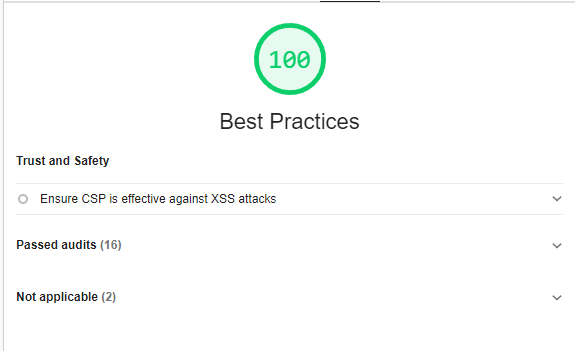 100
Best Practices
Trust and Safety
Ensure CSP is effective against XSS attacks
Passed audits (16)
Not applicable (2)